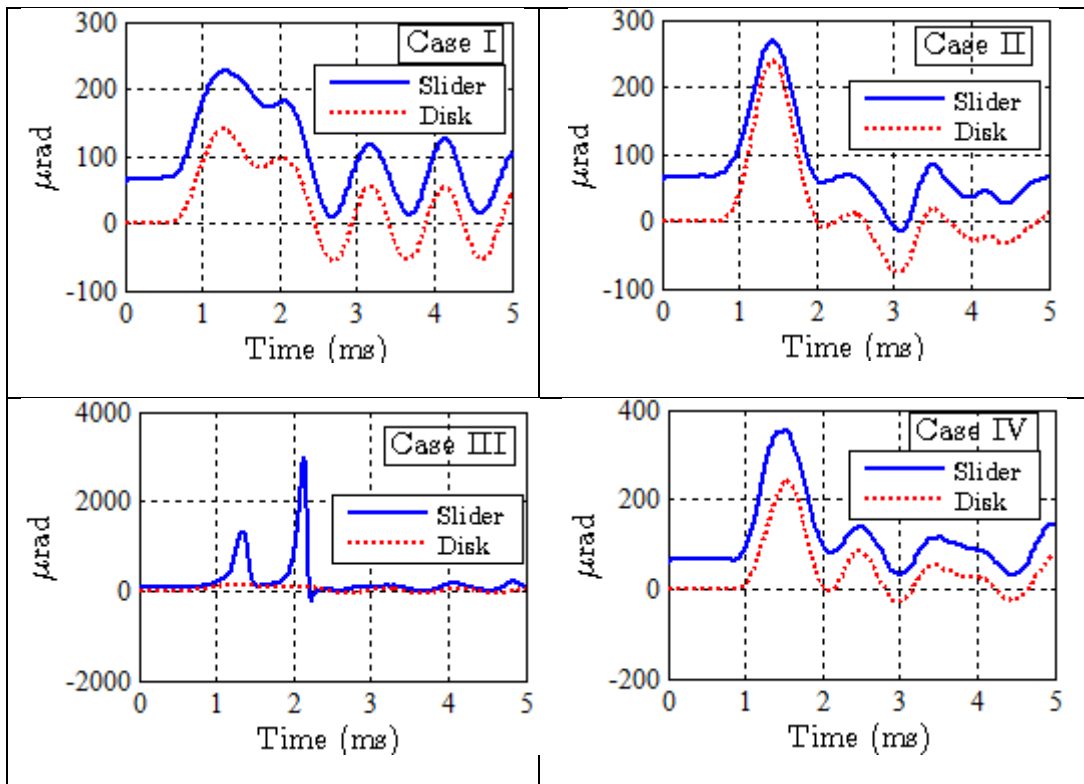 300
Case I
Slider
Disk
200
100
0
-100
µrad
0 1 2 3 4 5
Time (ms)
300
Case II
Slider
Disk
200
100
0
-100
µrad
0 1 2 3 4 5
Time (ms)
4000
Case III
Slider
Disk
2000
0
-2000
µrad
0 1 2 3 4 5
Time (ms)
400
Case IV
Slider
Disk
200
0
-200
µrad
0 1 2 3 4 5
Time (ms)